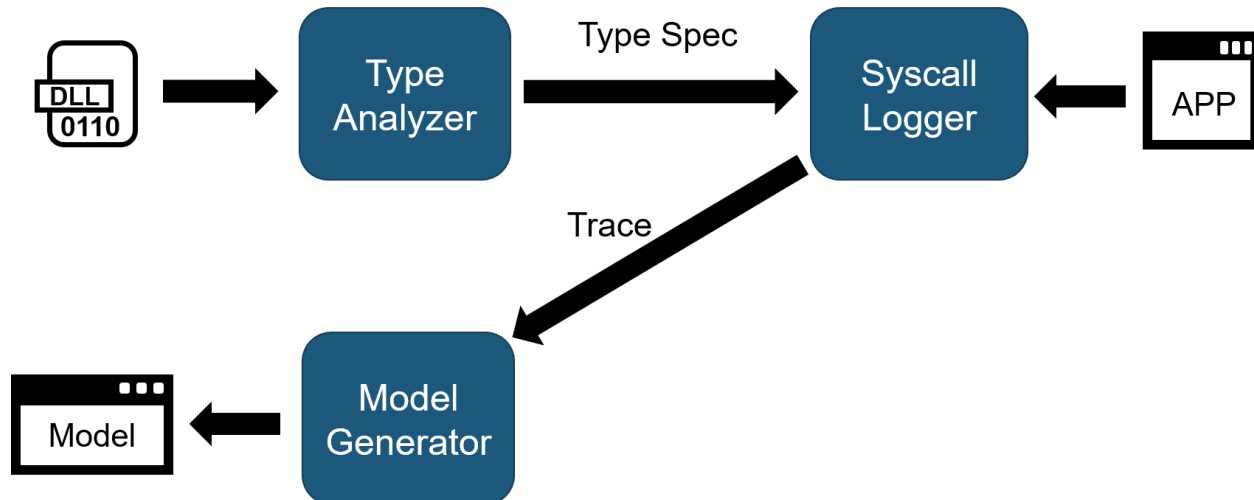 DLL
0110
Type
Analyzer
Type Spec
Syscall
Logger
APP
Trace
Model
Model
Generator